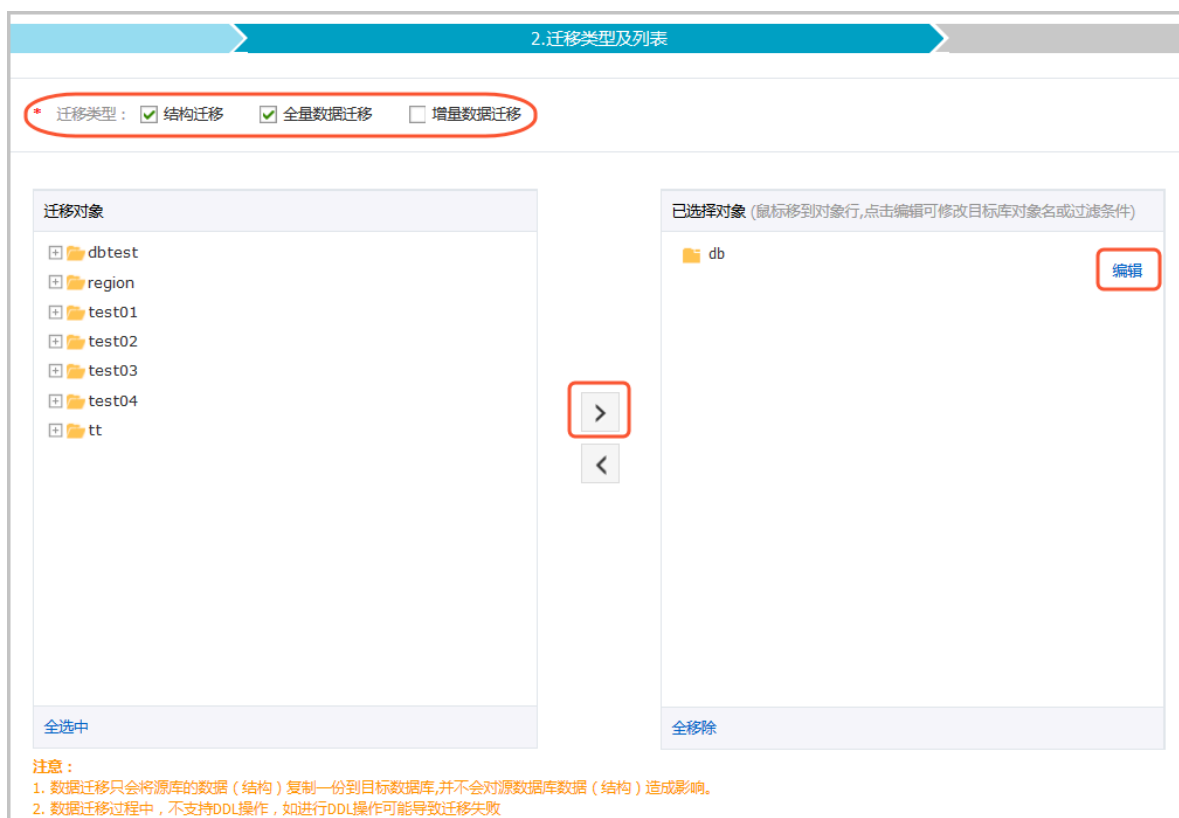 2.迁移类型及列表
* 迁移类型： 结构迁移 全量数据迁移 增量数据迁移
迁移对象
dbtest
region
test01
test02
test03
test04
tt
全选中
>
<
已选择对象 (鼠标移到对象行,点击编辑可修改目标库对象名或过滤条件)
db
编辑
全移除
注意：
1. 数据迁移只会将源库的数据（结构）复制一份到目标数据库,并不会对源数据库数据（结构）造成影响。
2. 数据迁移过程中，不支持DDL操作，如进行DDL操作可能导致迁移失败